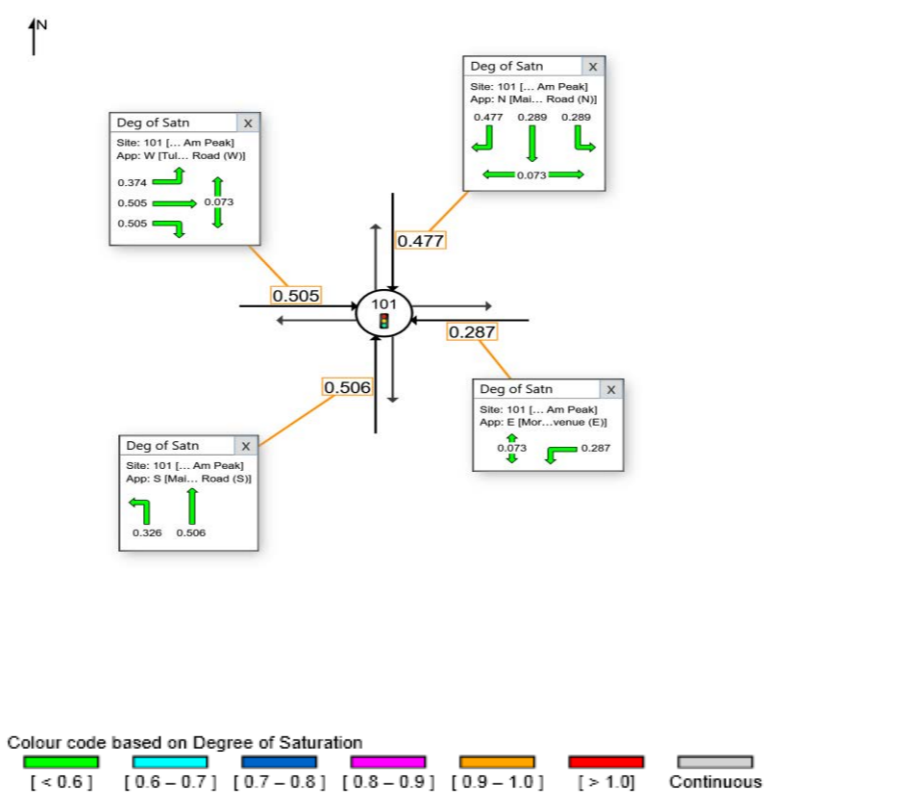 N
Deg of Satn X
Site: 101 [... Am Peak]
App: N [Mai... Road (N)]
0.477 0.289 0.289
0.073
Deg of Satn X
Site: 101 [... Am Peak]
App: W [Tul... Road (W)]
0.374
0.505 0.073
0.505
0.477
101
0.505
0.287
0.506
Deg of Satn X
Site: 101 [... Am Peak]
App: E [Mor...venue (E)]
0.073 0.287
Deg of Satn X
Site: 101 [... Am Peak]
App: S [Mai... Road (S)]
0.326 0.506
Colour code based on Degree of Saturation
[ < 0.6 ] [ 0.6 – 0.7 ] [ 0.7 – 0.8 ] [ 0.8 – 0.9 ] [ 0.9 – 1.0 ] [ > 1.0] Continuous